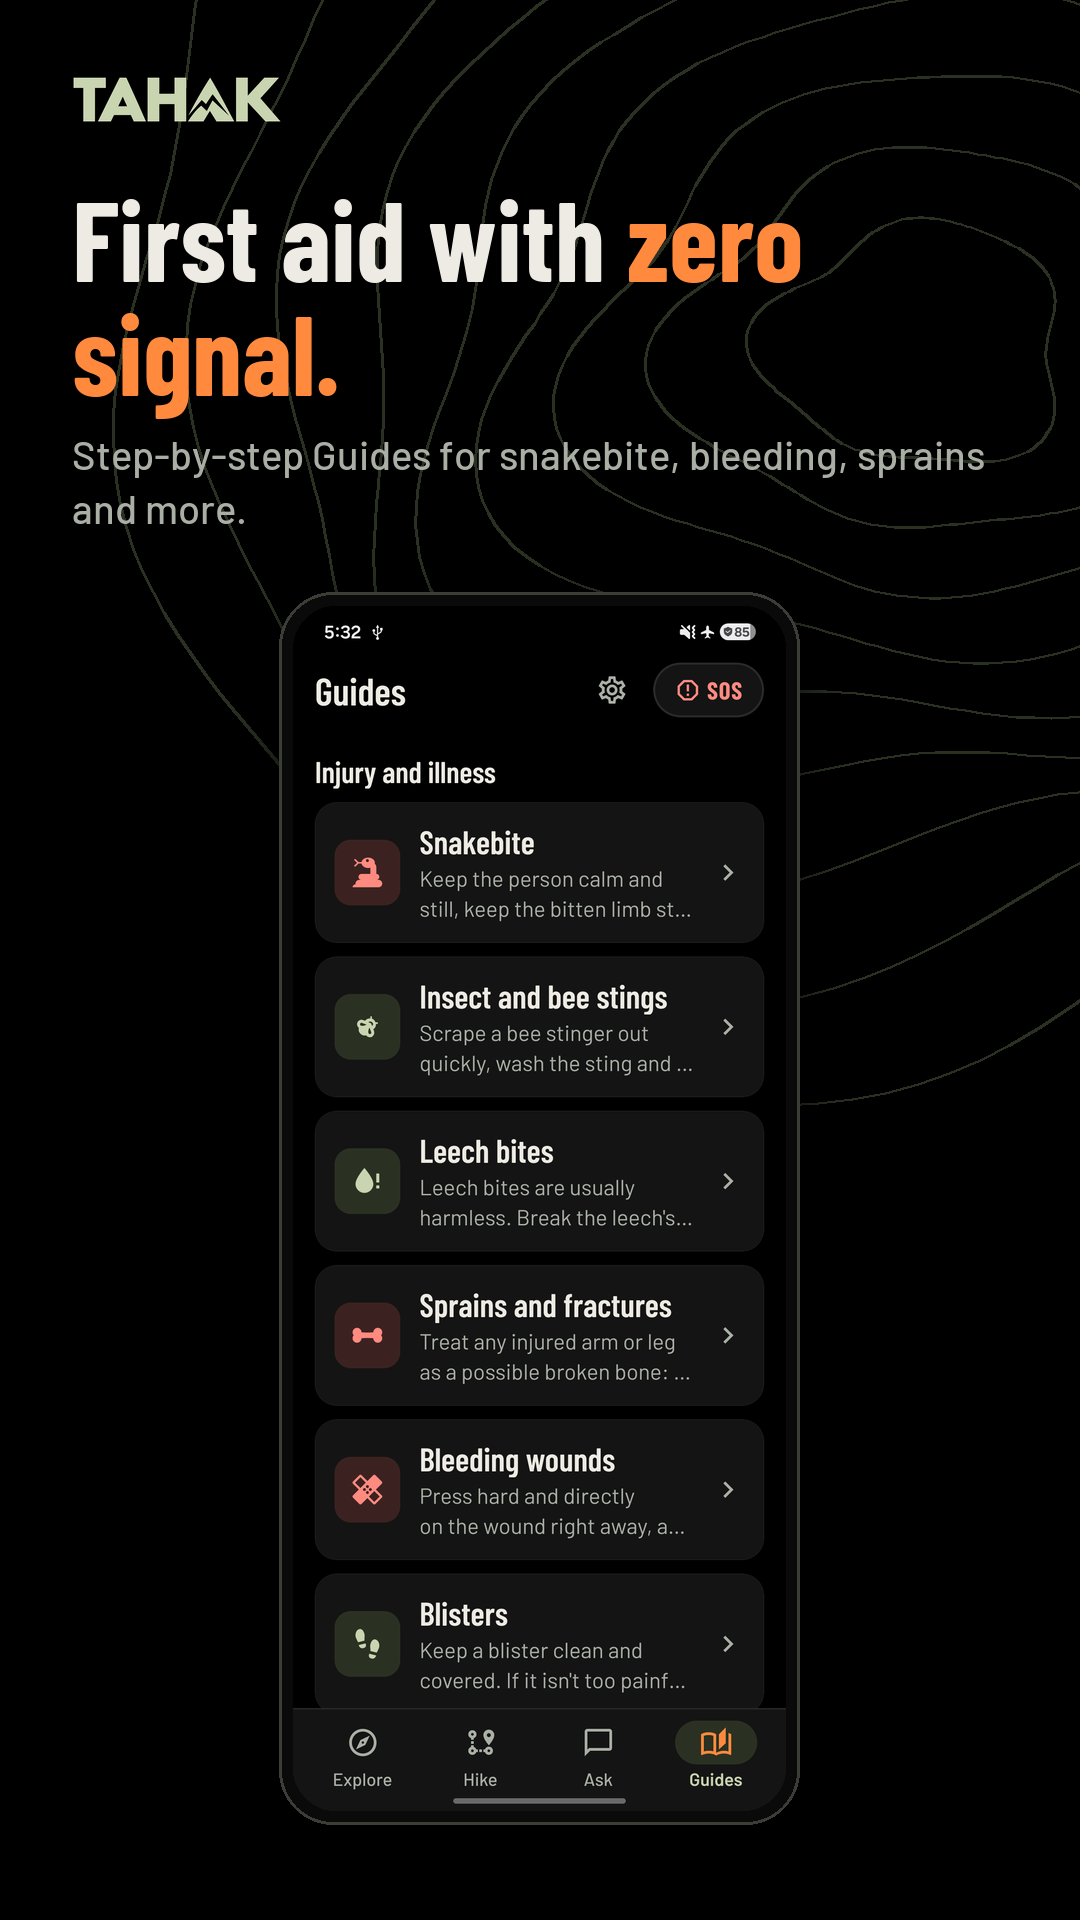 TAHAK
First aid with zero
signal.
Step-by-step Guides for snakebite, bleeding, sprains
and more.
5:32
85
Guides
SOS
Injury and illness
Snakebite
Keep the person calm and
still, keep the bitten limb st...
Insect and bee stings
Scrape a bee stinger out
quickly, wash the sting and ...
Leech bites
Leech bites are usually
harmless. Break the leech's...
Sprains and fractures
Treat any injured arm or leg
as a possible broken bone: ...
Bleeding wounds
Press hard and directly
on the wound right away, a...
Blisters
Keep a blister clean and
covered. If it isn't too painf...
Explore
Hike
Ask
Guides